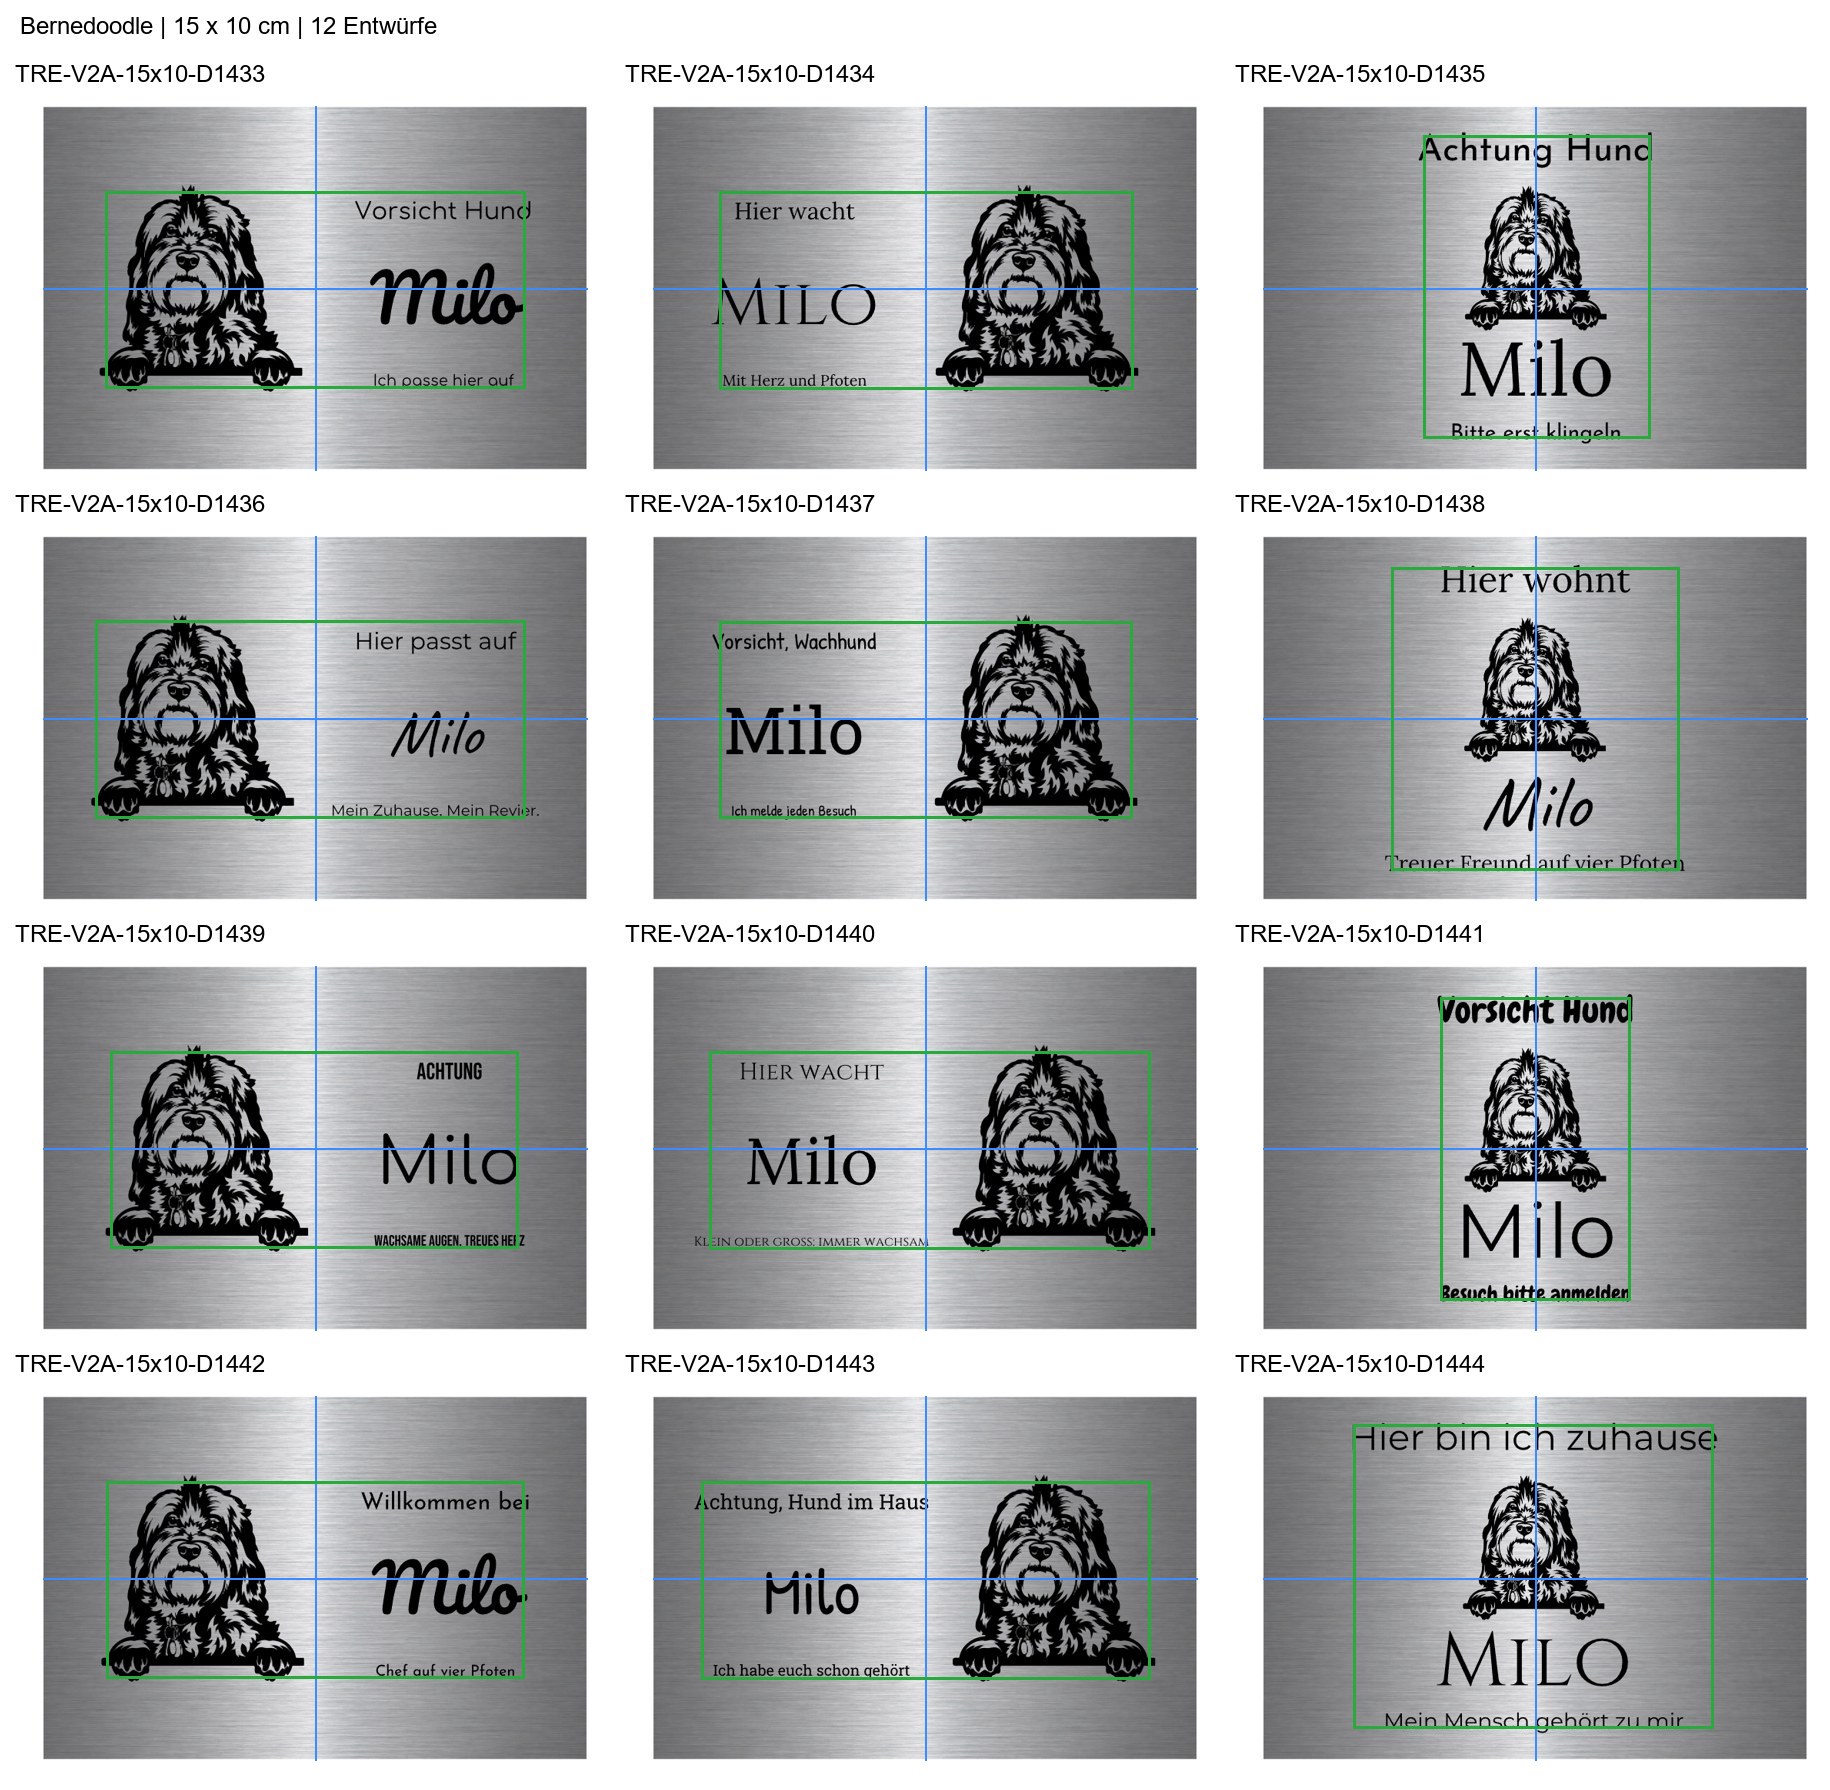 Bernedoodle | 15 x 10 cm | 12 Entwürfe
TRE-V2A-15x10-D1433
Vorsicht Hund
Milo
Ich passe hier auf
TRE-V2A-15x10-D1434
Hier wacht
MILO
Mit Herz und Pfoten
TRE-V2A-15x10-D1435
Achtung Hund
Milo
Bitte erst klingeln
TRE-V2A-15x10-D1436
Hier passt auf
Milo
Mein Zuhause. Mein Revier.
TRE-V2A-15x10-D1437
Vorsicht, Wachhund
Milo
Ich melde jeden Besuch
TRE-V2A-15x10-D1438
Hier wohnt
Milo
Treuer Freund auf vier Pfoten
TRE-V2A-15x10-D1439
ACHTUNG
Milo
WACHSAME AUGEN. TREUES HERZ
TRE-V2A-15x10-D1440
HIER WACHT
Milo
KLEIN ODER GROSS: IMMER WACHSAM
TRE-V2A-15x10-D1441
Vorsicht Hund
Milo
Besuch bitte anmelden
TRE-V2A-15x10-D1442
Willkommen bei
Milo
Chef auf vier Pfoten
TRE-V2A-15x10-D1443
Achtung, Hund im Haus
Milo
Ich habe euch schon gehört
TRE-V2A-15x10-D1444
Hier bin ich zuhause
MILO
Mein Mensch gehört zu mir